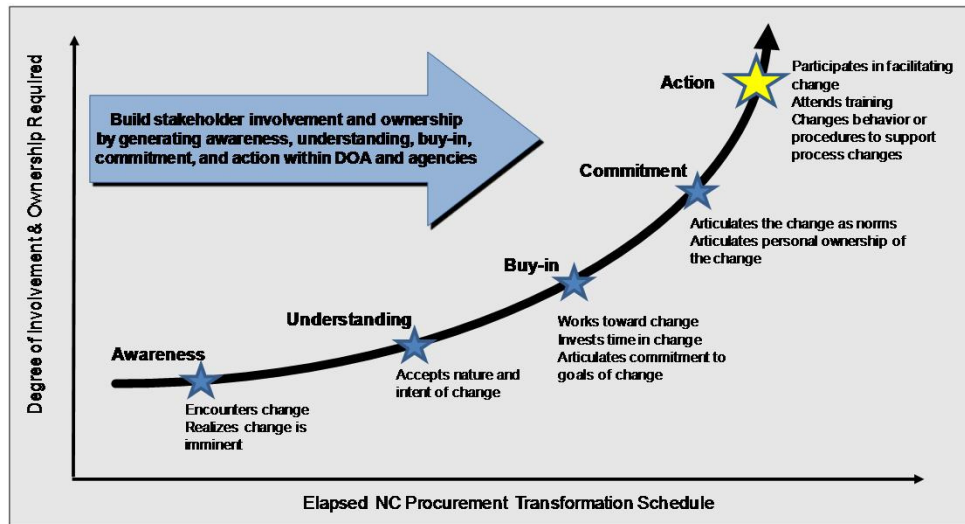 Degree of Involvement & Ownership Required
Build stakeholder involvement and ownership
by generating awareness, understanding, buy-in,
commitment, and action within DOA and agencies
Action
Participates in facilitating
change
Attends training
Changes behavior or
procedures to support
process changes
Commitment
Articulates the change as norms
Articulates personal ownership of
the change
Buy-in
Works toward change
Invests time in change
Articulates commitment to
goals of change
Understanding
Accepts nature and
intent of change
Awareness
Encounters change
Realizes change is
imminent
Elapsed NC Procurement Transformation Schedule